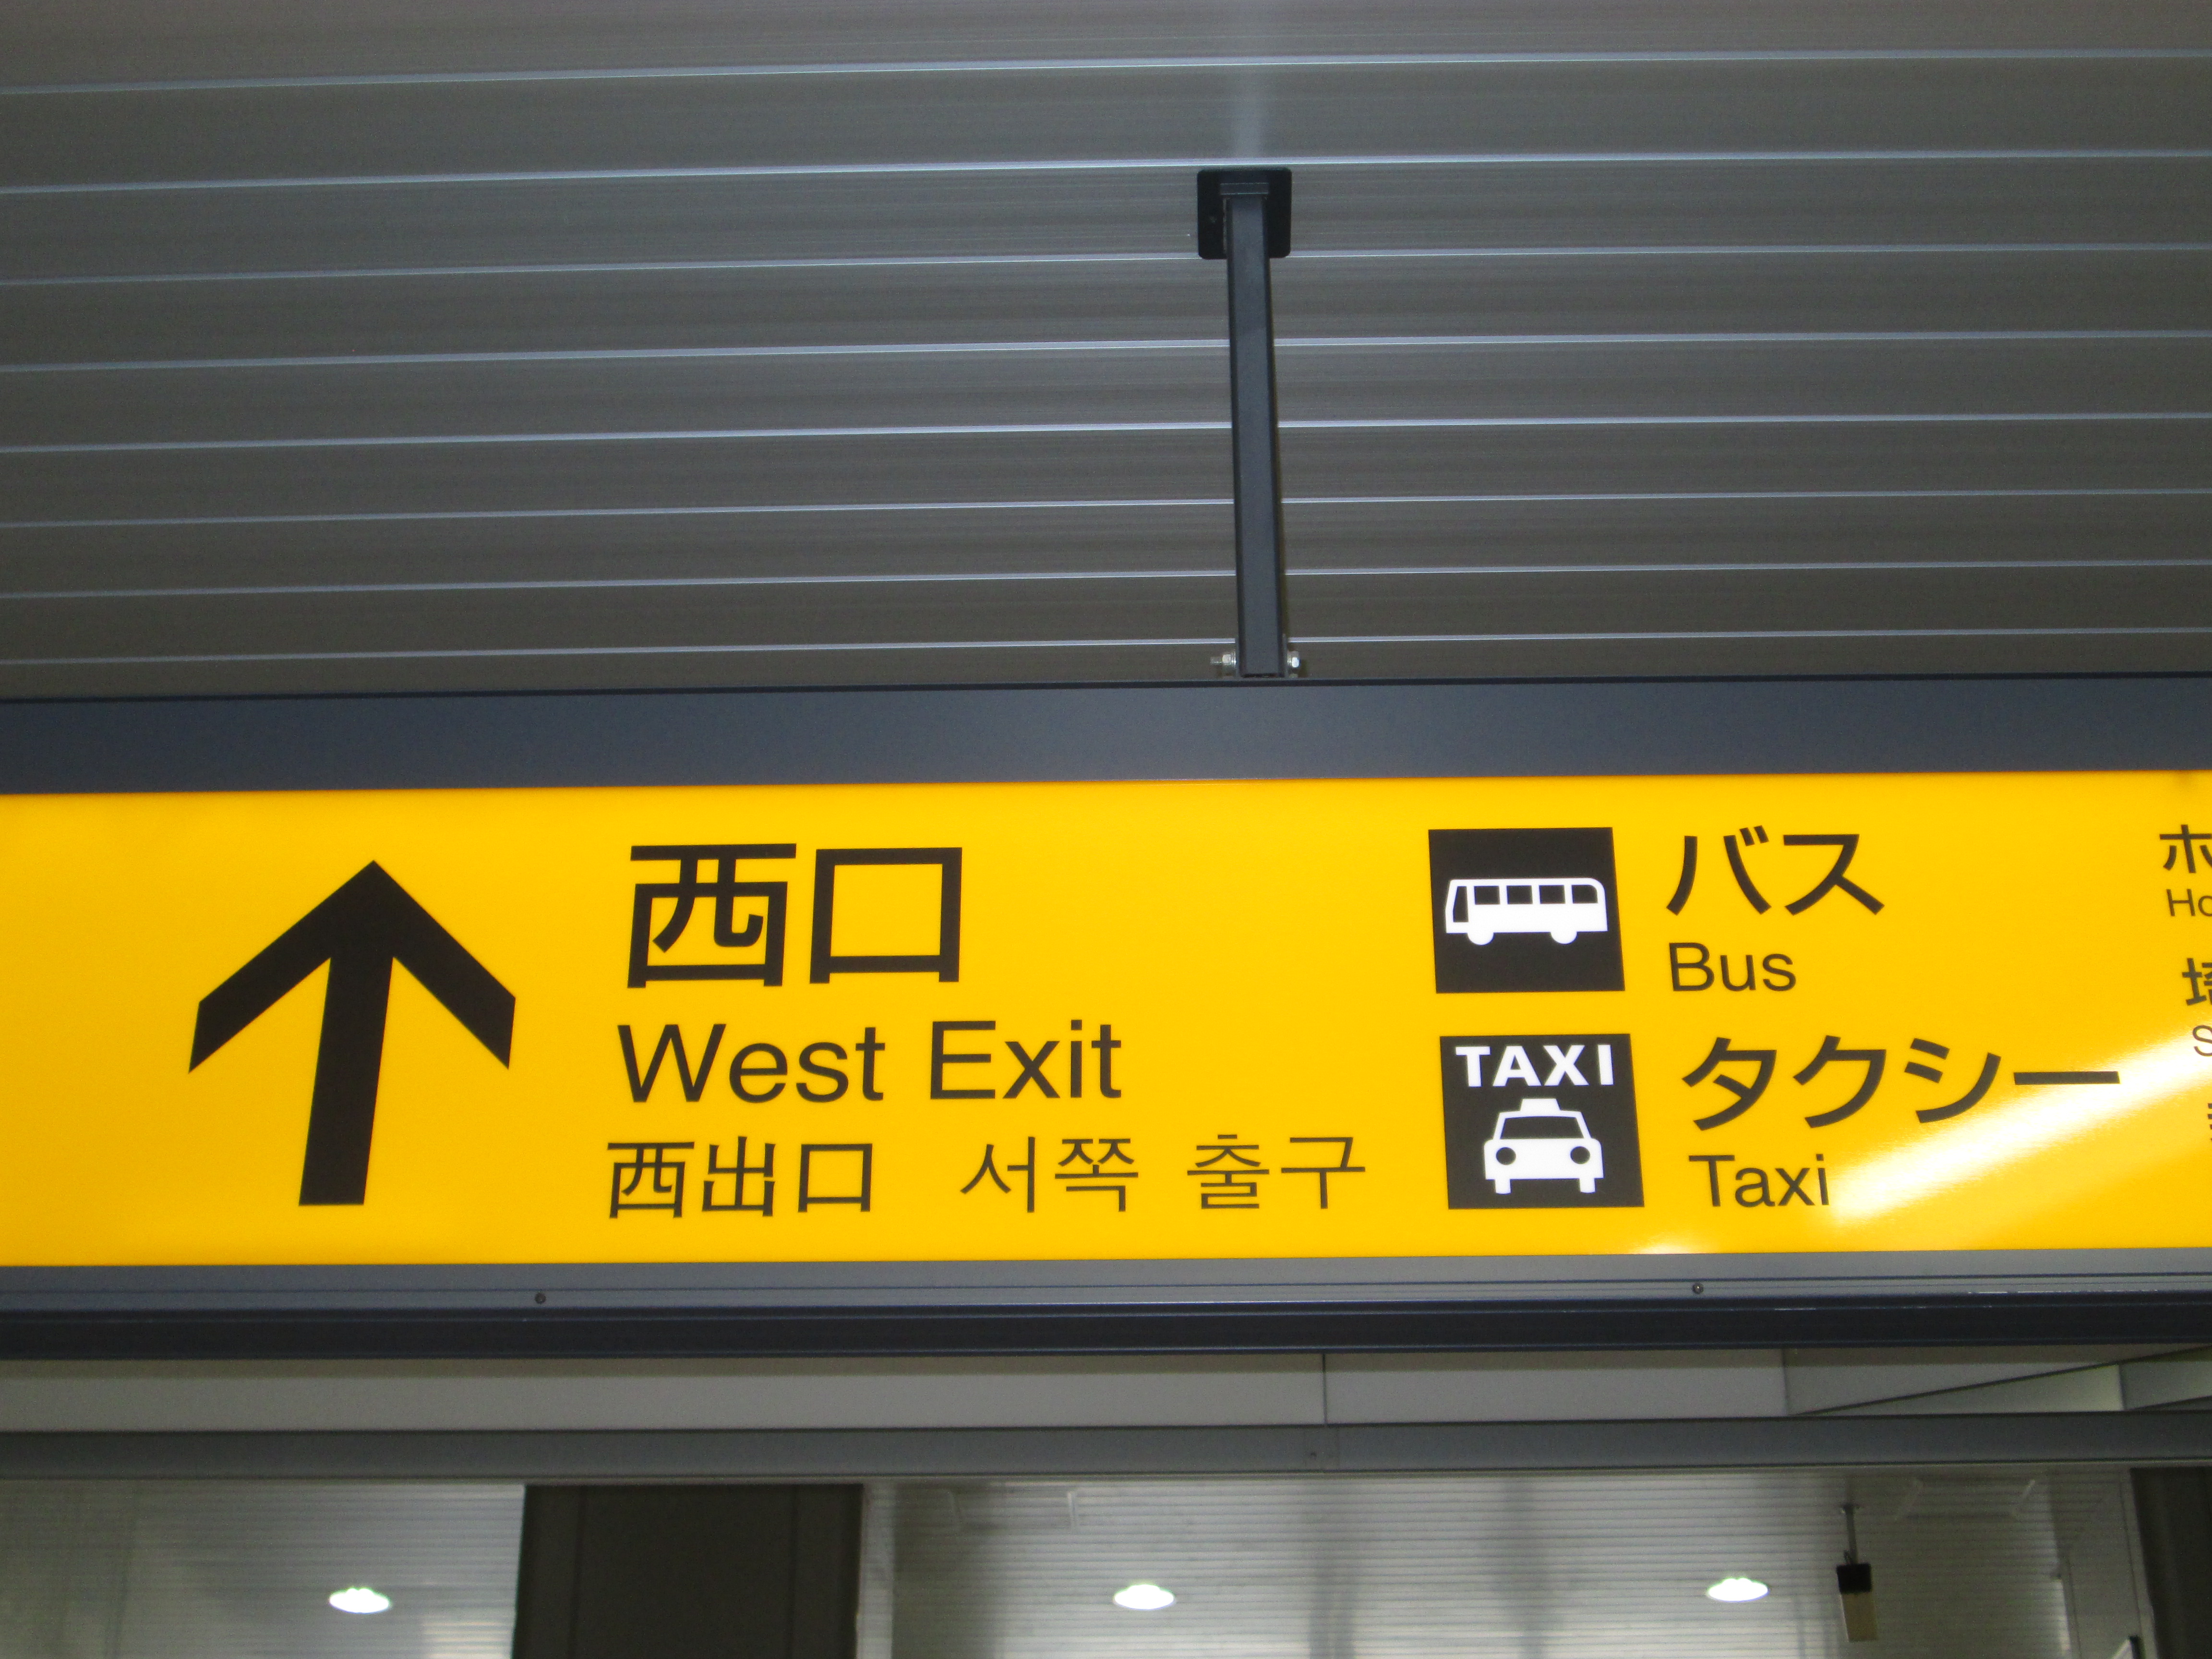 西口
West Exit
西出口 서쪽 출구
バス
Bus
TAXI
タクシー
Taxi